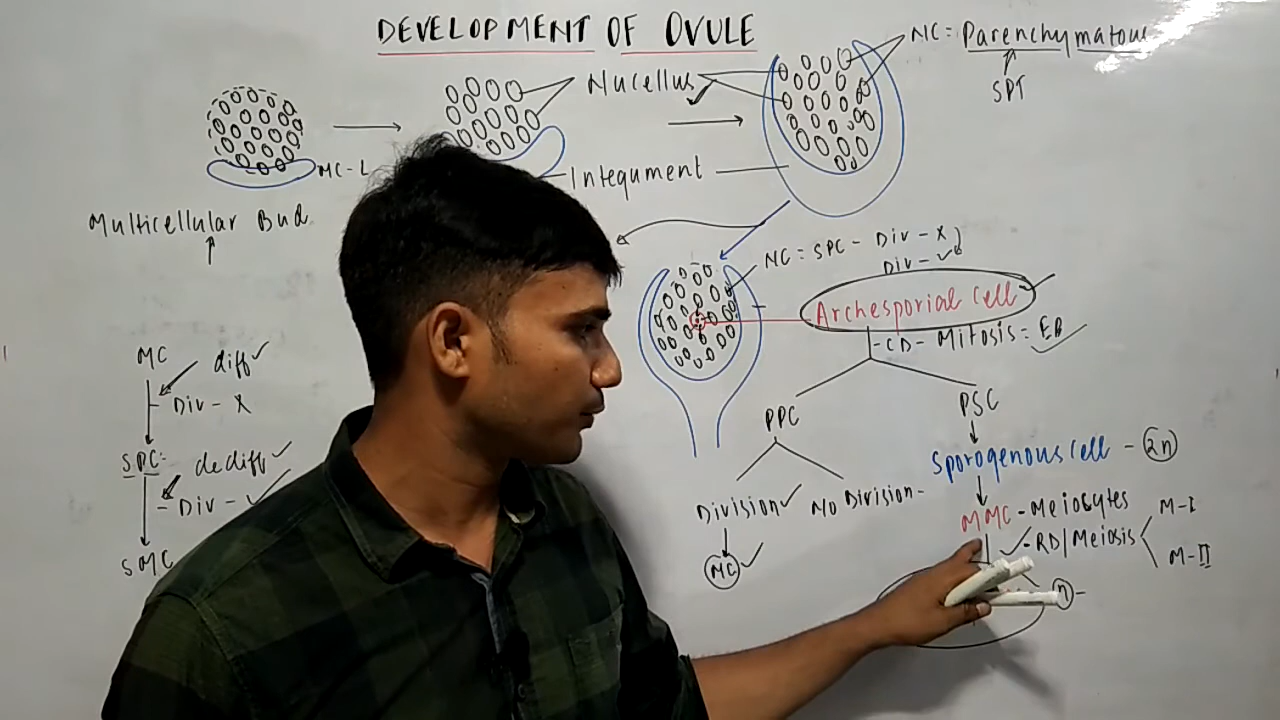 DEVELOPMENT OF OVULE
NC = Parenchymatous
SPT
Nucellus
MC-L
Integument
Multicellular Bud
NC = SPC - Div - X
Div - ✓
Archesporial Cell
- CD - Mitosis = ED
MC
diff ✓
- Div - X
SPC:
dediff ✓
- Div - ✓
SMC
PPC
PSC
Sporogenous cell - 2n
Division ✓
No Division -
MC ✓
MMC - Meiocytes
✓ - RD/Meiosis
M-I
M-II
n -